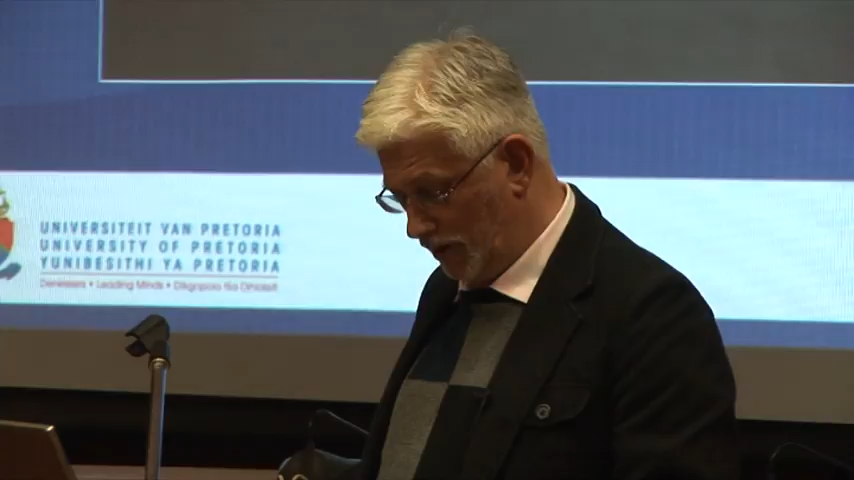 UNIVERSITEIT VAN PRETORIA
UNIVERSITY OF PRETORIA
YUNIBESITHI YA PRETORIA
Denkleiers • Leading Minds • Dikgopolo tša Dihlalefi